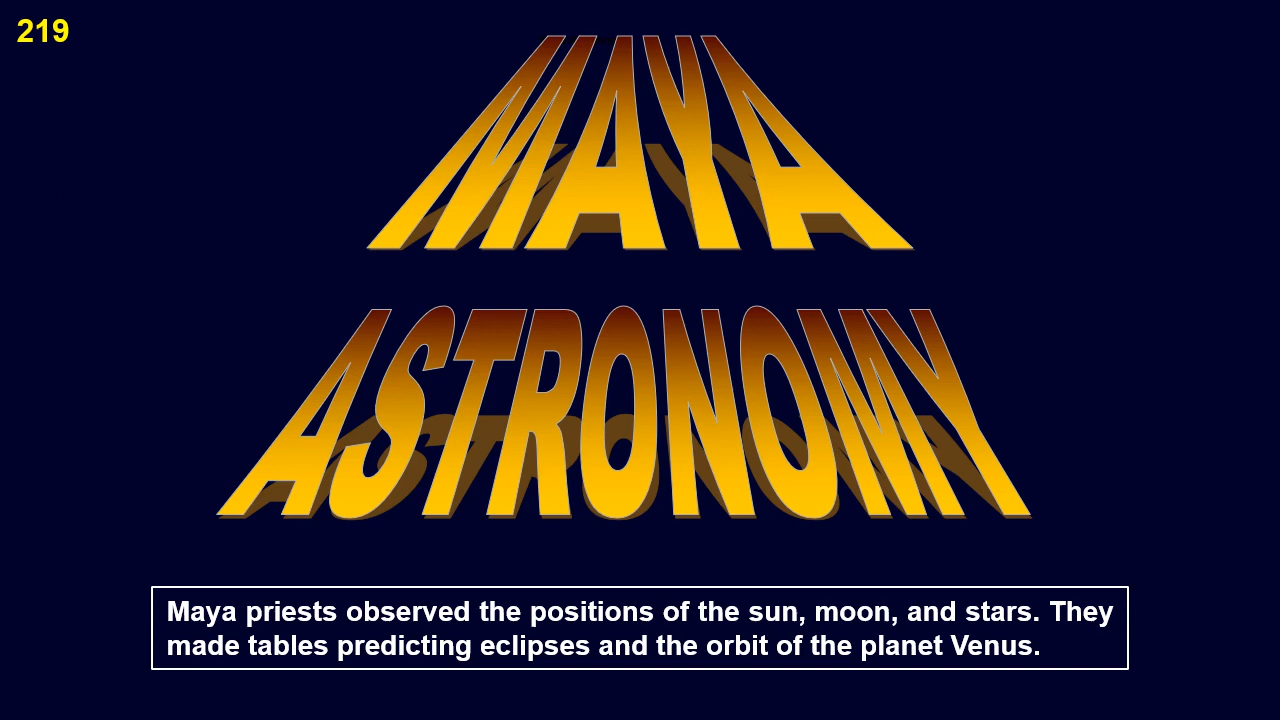 219
MAYA
ASTRONOMY
Maya priests observed the positions of the sun, moon, and stars. They
made tables predicting eclipses and the orbit of the planet Venus.